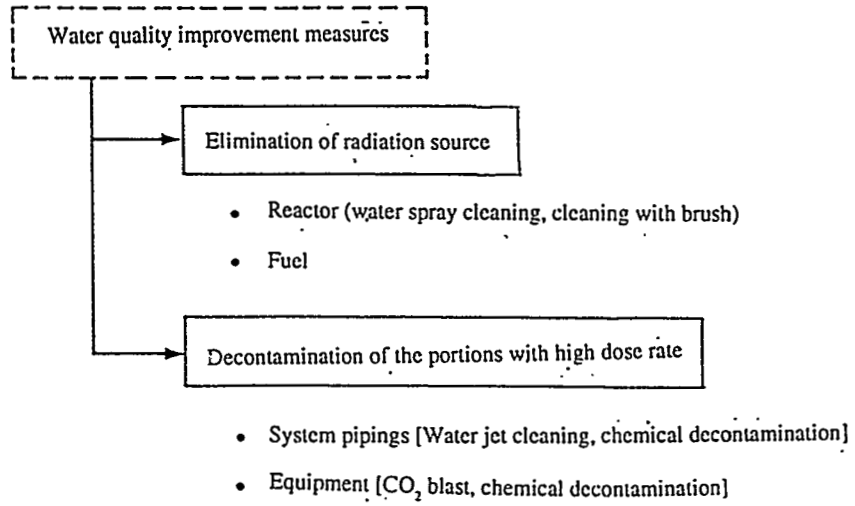 Water quality improvement measures
Elimination of radiation source
• Reactor (water spray cleaning, cleaning with brush)
• Fuel
Decontamination of the portions with high dose rate
• System pipings [Water jet cleaning, chemical decontamination]
• Equipment [CO₂ blast, chemical decontamination]